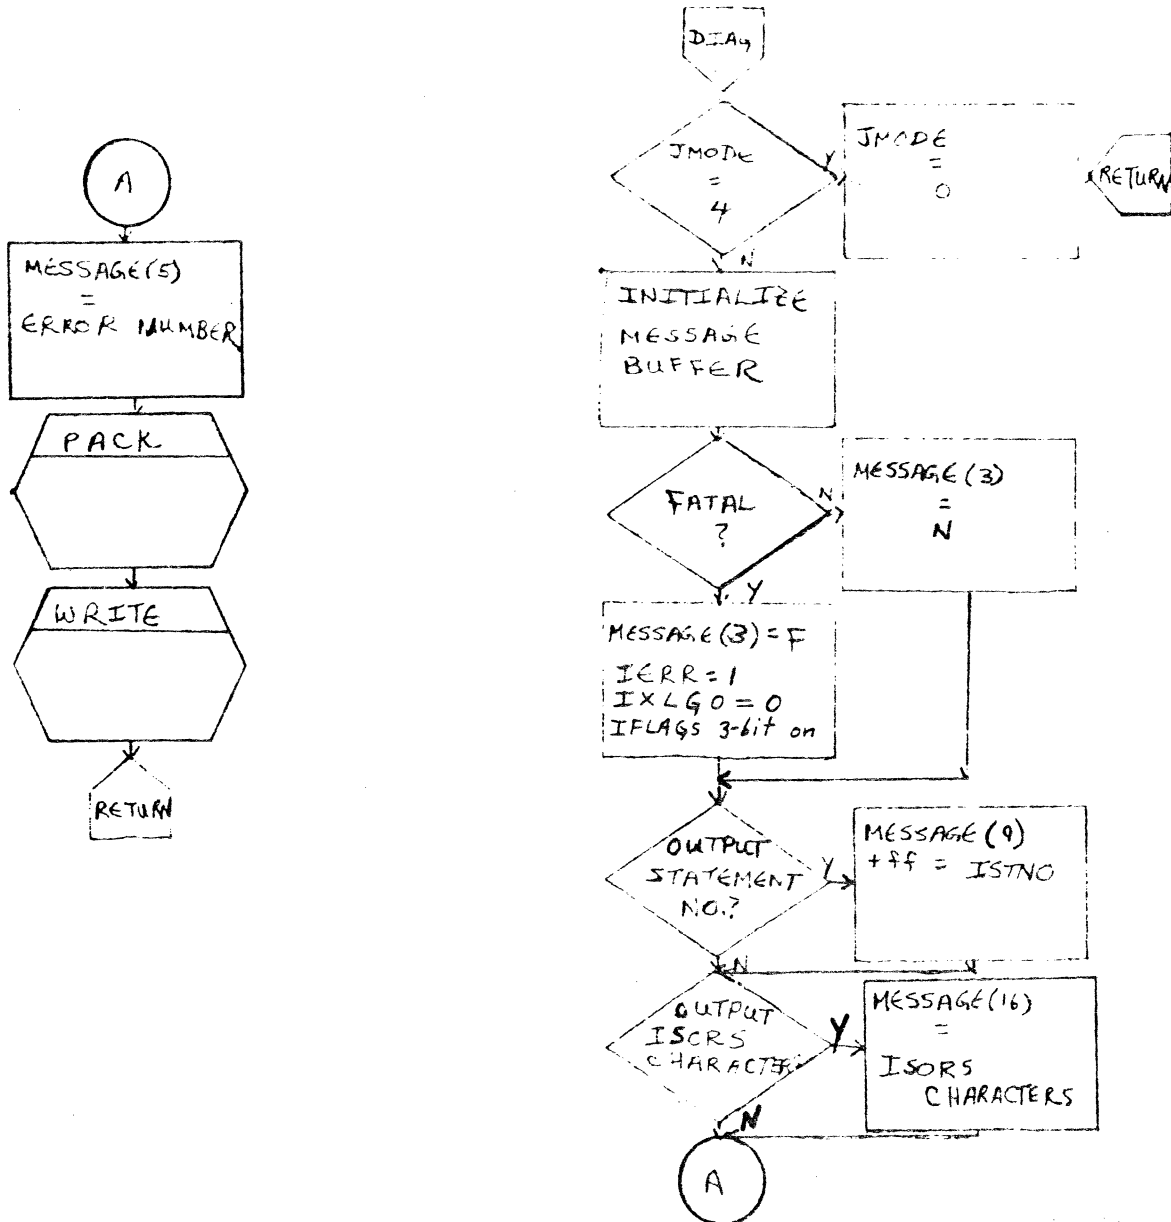 A
MESSAGE(5)
=
ERROR NUMBER
PACK
WRITE
RETURN
DIAG
JMODE
=
4
Y
JMODE
=
0
RETURN
N
INITIALIZE
MESSAGE
BUFFER
FATAL
?
N
MESSAGE(3)
=
N
Y
MESSAGE(3)=F
IERR=1
IXLGO=0
IFLAGS 3-bit on
OUTPUT
STATEMENT
NO.?
Y
MESSAGE(9)
+ff = ISTNO
N
OUTPUT
ISCRS
CHARACTER
Y
MESSAGE(16)
=
ISORS
CHARACTERS
N
A